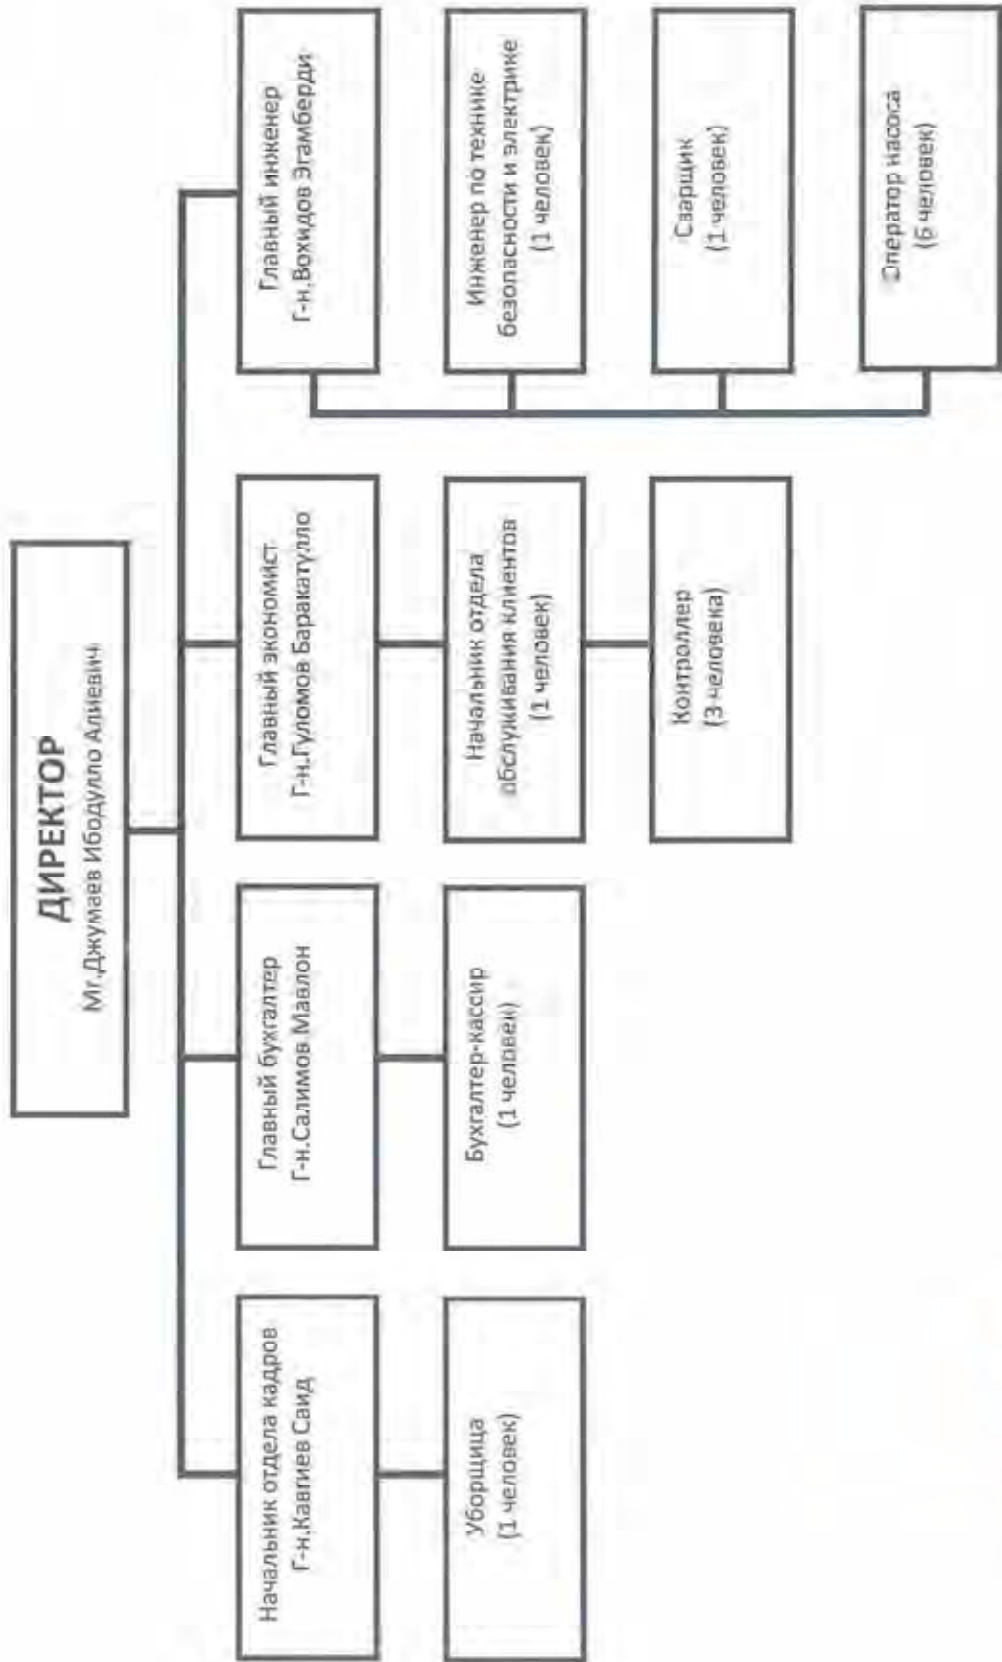 ДИРЕКТОР
Mr.Джумаев Ибодулло Алиевич
Начальник отдела кадров
Г-н.Кавгиев Саид
Главный бухгалтер
Г-н.Салимов Мавлон
Главный экономист
Г-н.Гуломов Баракатулло
Главный инженер
Г-н.Вохидов Эгамберди
Уборщица
(1 человек)
Бухгалтер-кассир
(1 человек)
Начальник отдела
обслуживания клиентов
(1 человек)
Инженер по технике
безопасности и электрике
(1 человек)
Контроллер
(3 человека)
Сварщик
(1 человек)
Оператор насоса
(6 человек)